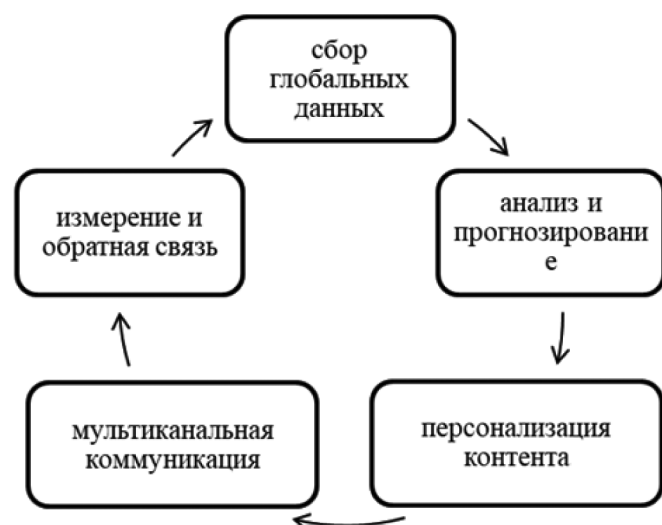 сбор
глобальных
данных
анализ и
прогнозировани
е
персонализация
контента
мультиканальная
коммуникация
измерение и
обратная связь